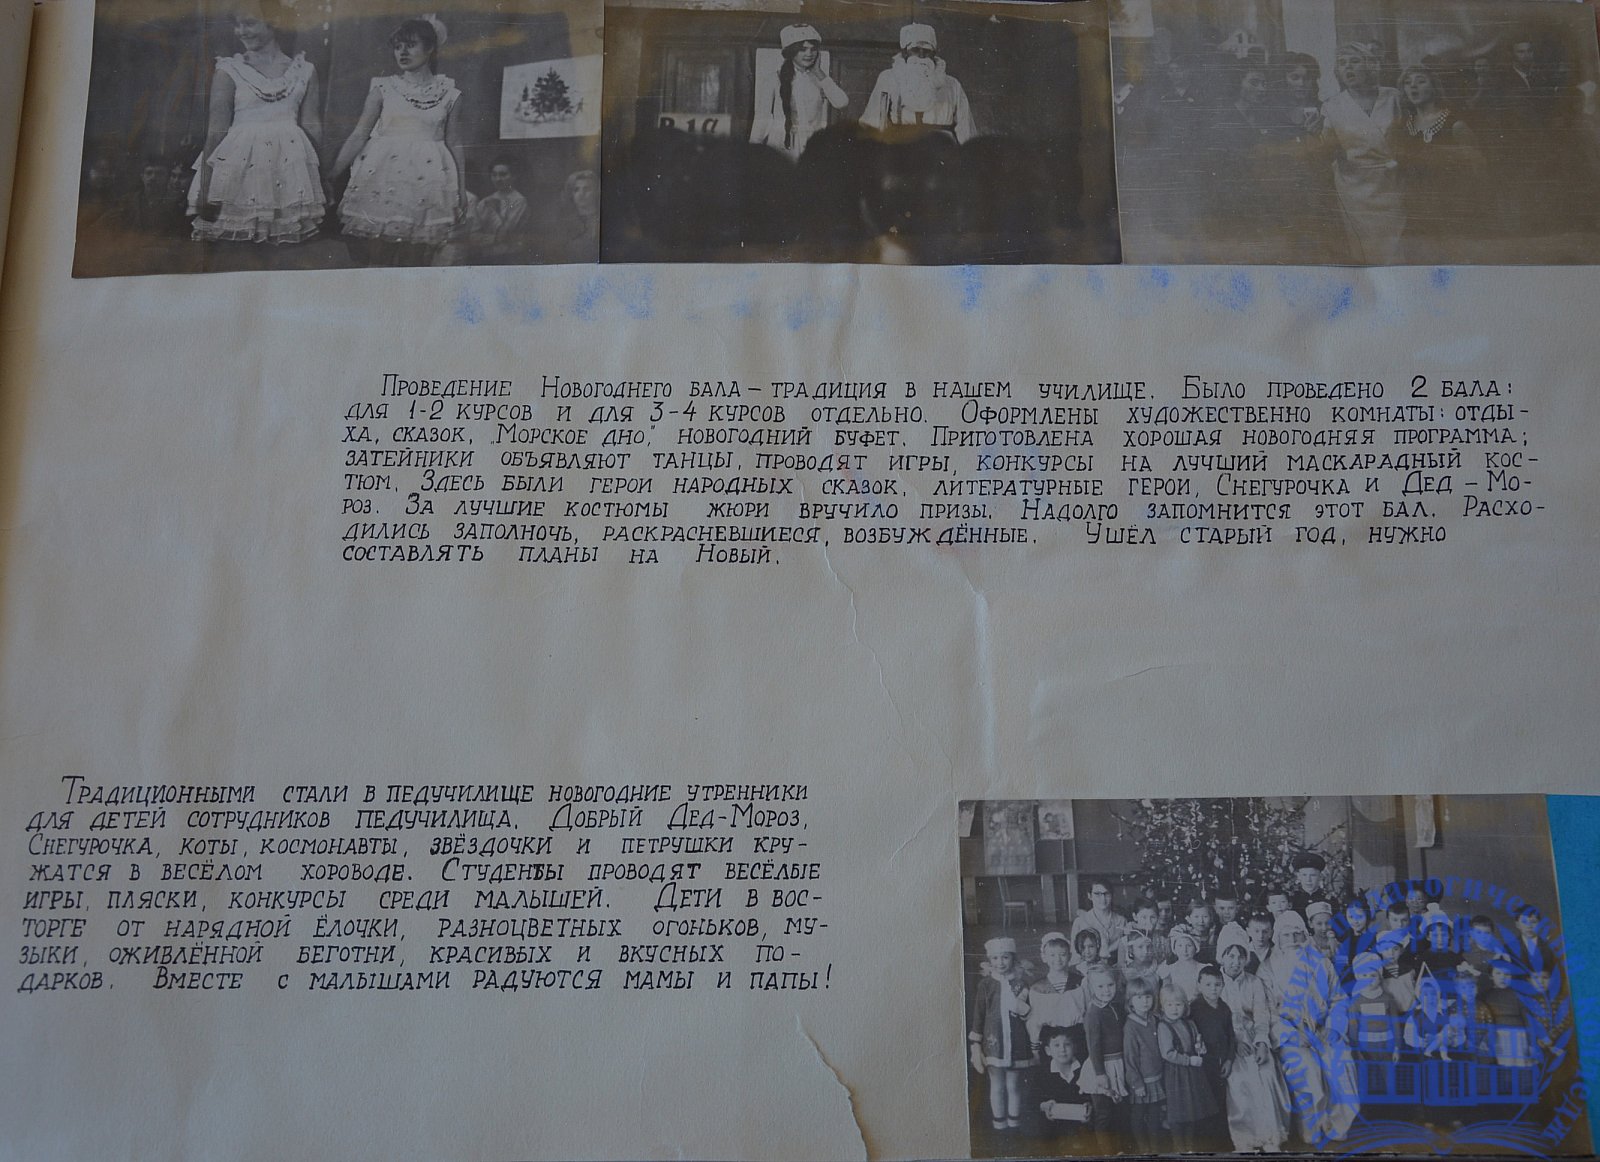 В-19
Проведение Новогоднего бала – традиция в нашем училище. Было проведено 2 бала:
для 1-2 курсов и для 3-4 курсов отдельно. Оформлены художественно комнаты: отды-
ха, сказок, „Морское дно," новогодний буфет. Приготовлена хорошая новогодняя программа;
затейники объявляют танцы, проводят игры, конкурсы на лучший маскарадный кос-
тюм. Здесь были герои народных сказок, литературные герои, Снегурочка и Дед-Мо-
роз. За лучшие костюмы жюри вручило призы. Надолго запомнится этот бал. Расхо-
дились заполночь, раскрасневшиеся, возбуждённые. Ушёл старый год, нужно
составлять планы на Новый.
Традиционными стали в педучилище новогодние утренники
для детей сотрудников педучилища. Добрый Дед-Мороз,
Снегурочка, коты, космонавты, звёздочки и петрушки кру-
жатся в весёлом хороводе. Студенты проводят весёлые
игры, пляски, конкурсы среди малышей. Дети в вос-
торге от нарядной ёлочки, разноцветных огоньков, му-
зыки, оживлённой беготни, красивых и вкусных по-
дарков. Вместе с малышами радуются мамы и папы!
педагогический колледж